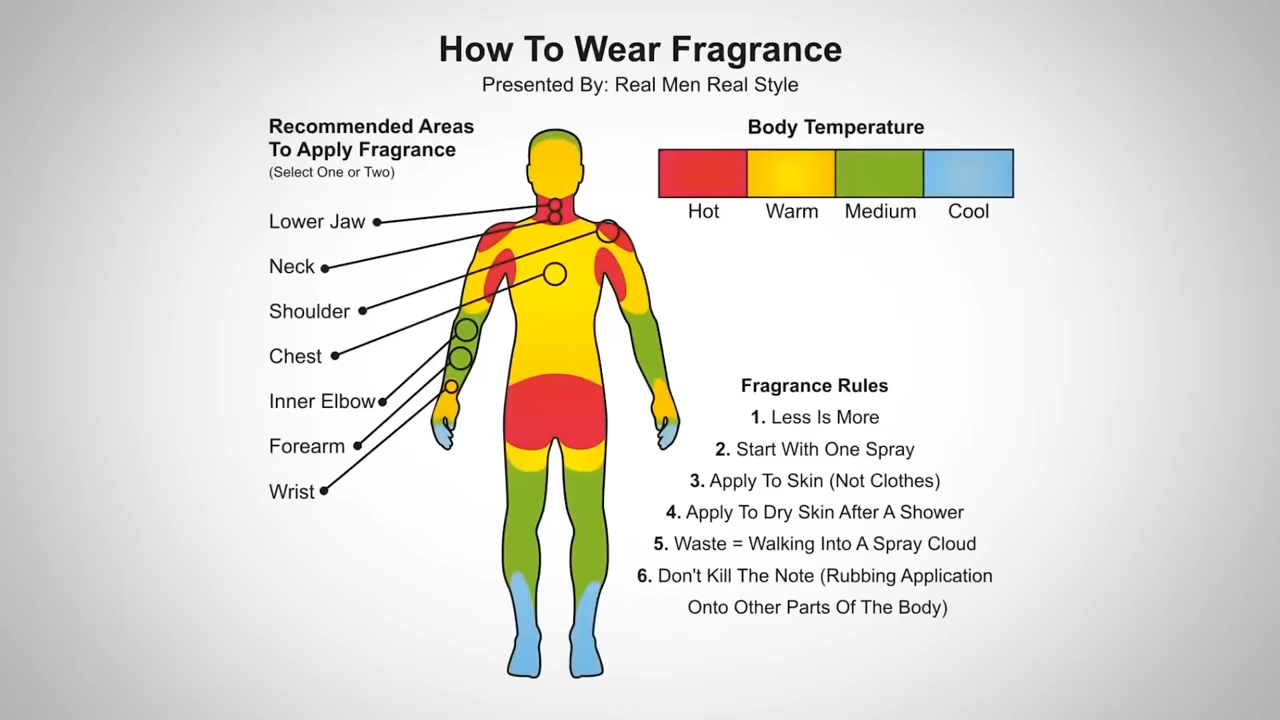 How To Wear Fragrance
Presented By: Real Men Real Style
Recommended Areas
To Apply Fragrance
(Select One or Two)
Lower Jaw
Neck
Shoulder
Chest
Inner Elbow
Forearm
Wrist
Body Temperature
Hot Warm Medium Cool
Fragrance Rules
1. Less Is More
2. Start With One Spray
3. Apply To Skin (Not Clothes)
4. Apply To Dry Skin After A Shower
5. Waste = Walking Into A Spray Cloud
6. Don't Kill The Note (Rubbing Application
Onto Other Parts Of The Body)